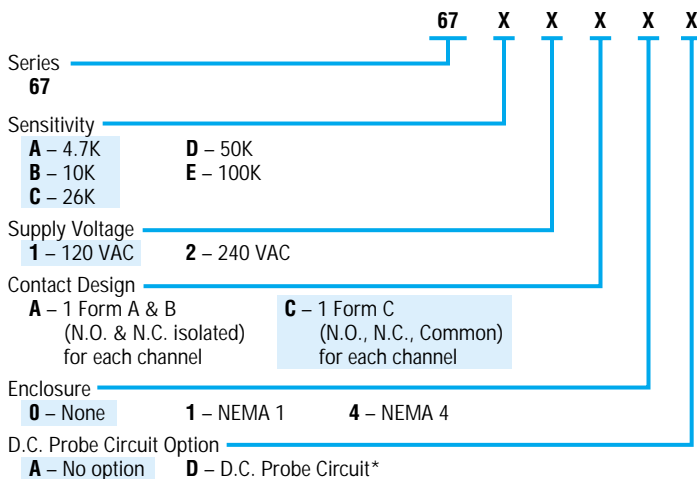 67 X X X X X
Series
67
Sensitivity
A – 4.7K D – 50K
B – 10K E – 100K
C – 26K
Supply Voltage
1 – 120 VAC 2 – 240 VAC
Contact Design
A – 1 Form A & B C – 1 Form C
(N.O. & N.C. isolated) (N.O., N.C., Common)
for each channel for each channel
Enclosure
0 – None 1 – NEMA 1 4 – NEMA 4
D.C. Probe Circuit Option
A – No option D – D.C. Probe Circuit*